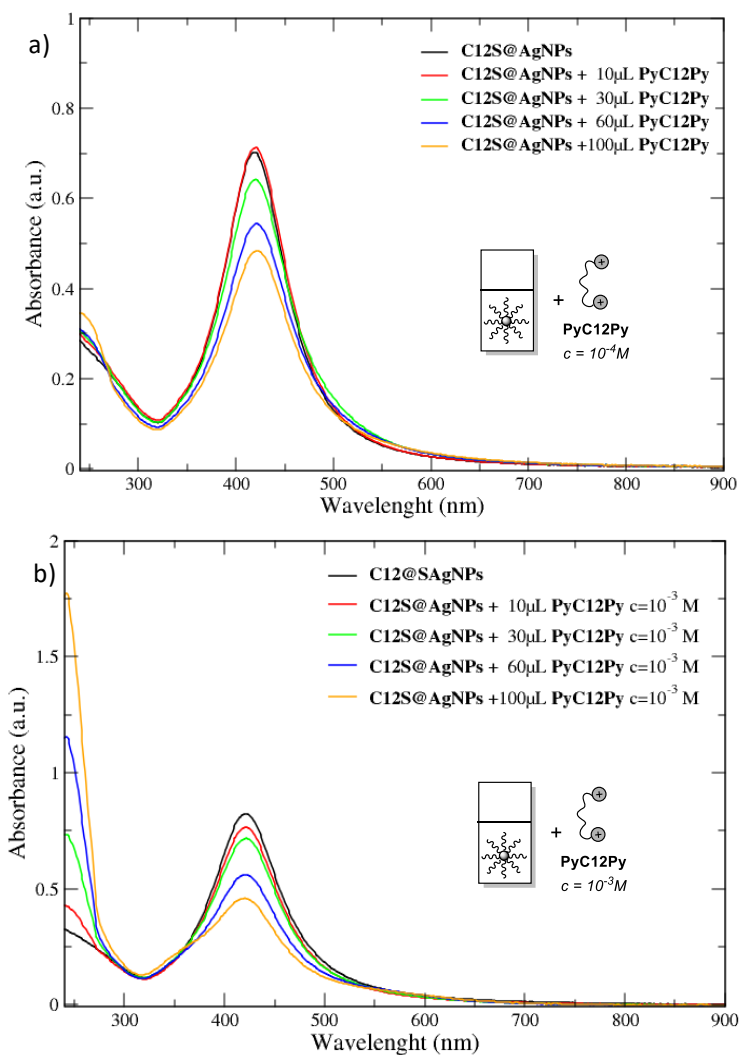 a)
1
0.8
0.6
0.4
0.2
0
Absorbance (a.u.)
C12S@AgNPs
C12S@AgNPs + 10μL PyC12Py
C12S@AgNPs + 30μL PyC12Py
C12S@AgNPs + 60μL PyC12Py
C12S@AgNPs +100μL PyC12Py
+
+
+
PyC12Py
c = 10-4M
300 400 500 600 700 800 900
Wavelenght (nm)
b)
2
1.5
1
0.5
0
Absorbance (a.u.)
C12@SAgNPs
C12S@AgNPs + 10μL PyC12Py c=10-3 M
C12S@AgNPs + 30μL PyC12Py c=10-3 M
C12S@AgNPs + 60μL PyC12Py c=10-3 M
C12S@AgNPs +100μL PyC12Py c=10-3 M
+
+
+
PyC12Py
c = 10-3M
300 400 500 600 700 800 900
Wavelenght (nm)